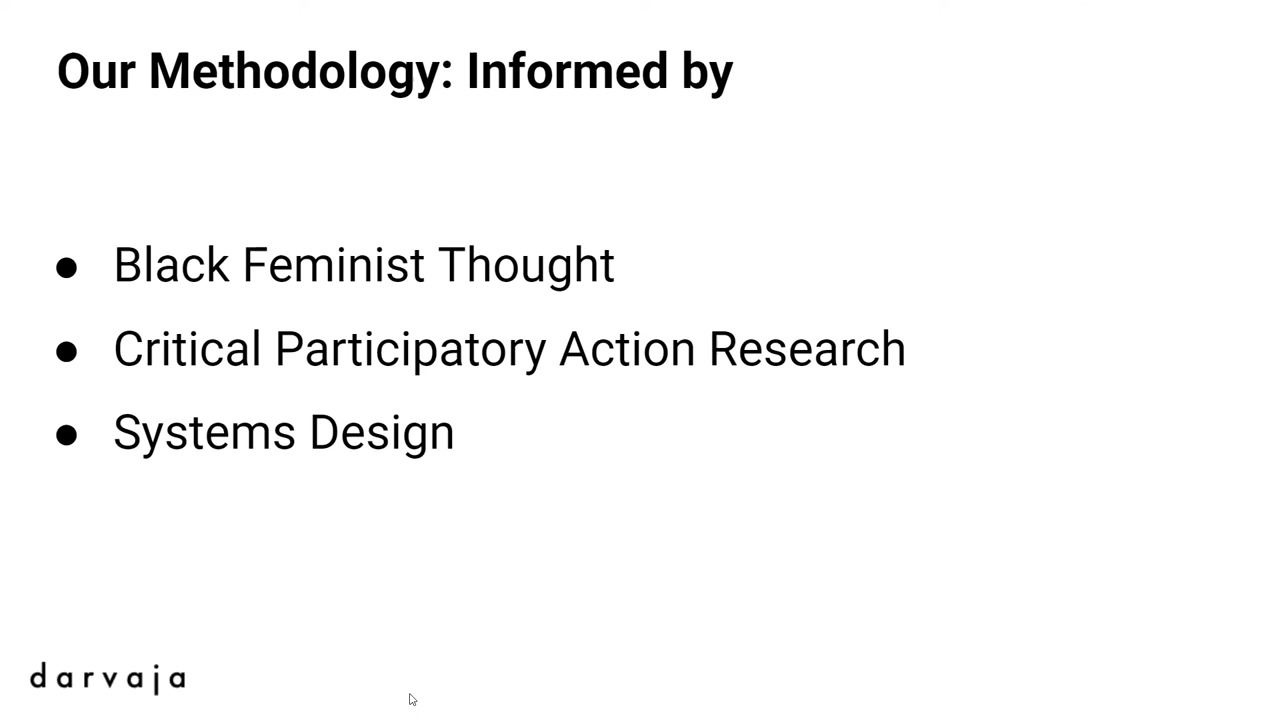 Our Methodology: Informed by
● Black Feminist Thought
● Critical Participatory Action Research
● Systems Design
darvaja